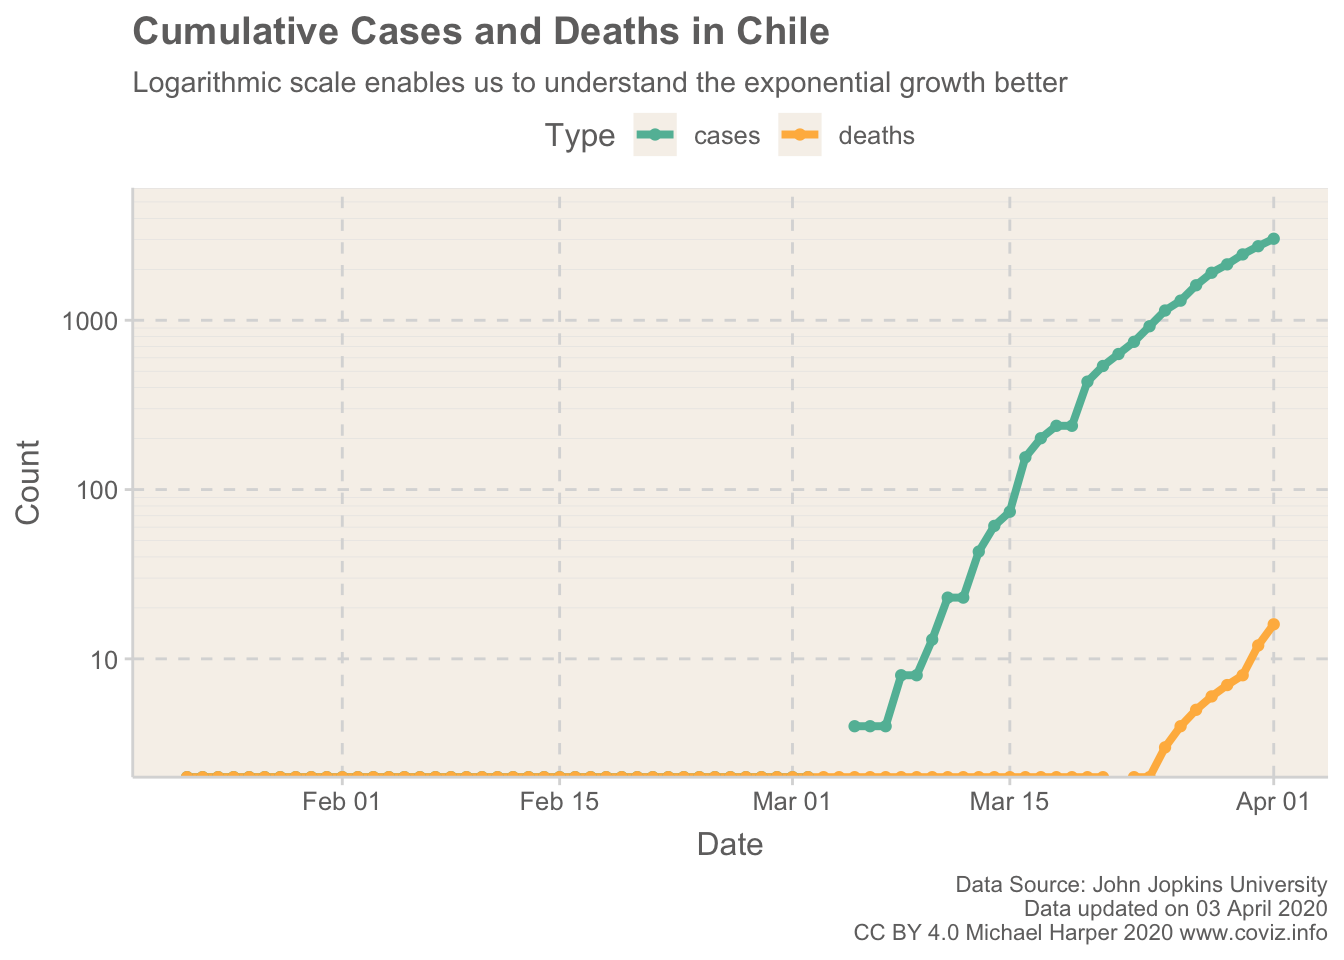 Cumulative Cases and Deaths in Chile
Logarithmic scale enables us to understand the exponential growth better
Type cases deaths
1000
100
10
Count
Feb 01 Feb 15 Mar 01 Mar 15 Apr 01
Date
Data Source: John Jopkins University
Data updated on 03 April 2020
CC BY 4.0 Michael Harper 2020 www.coviz.info